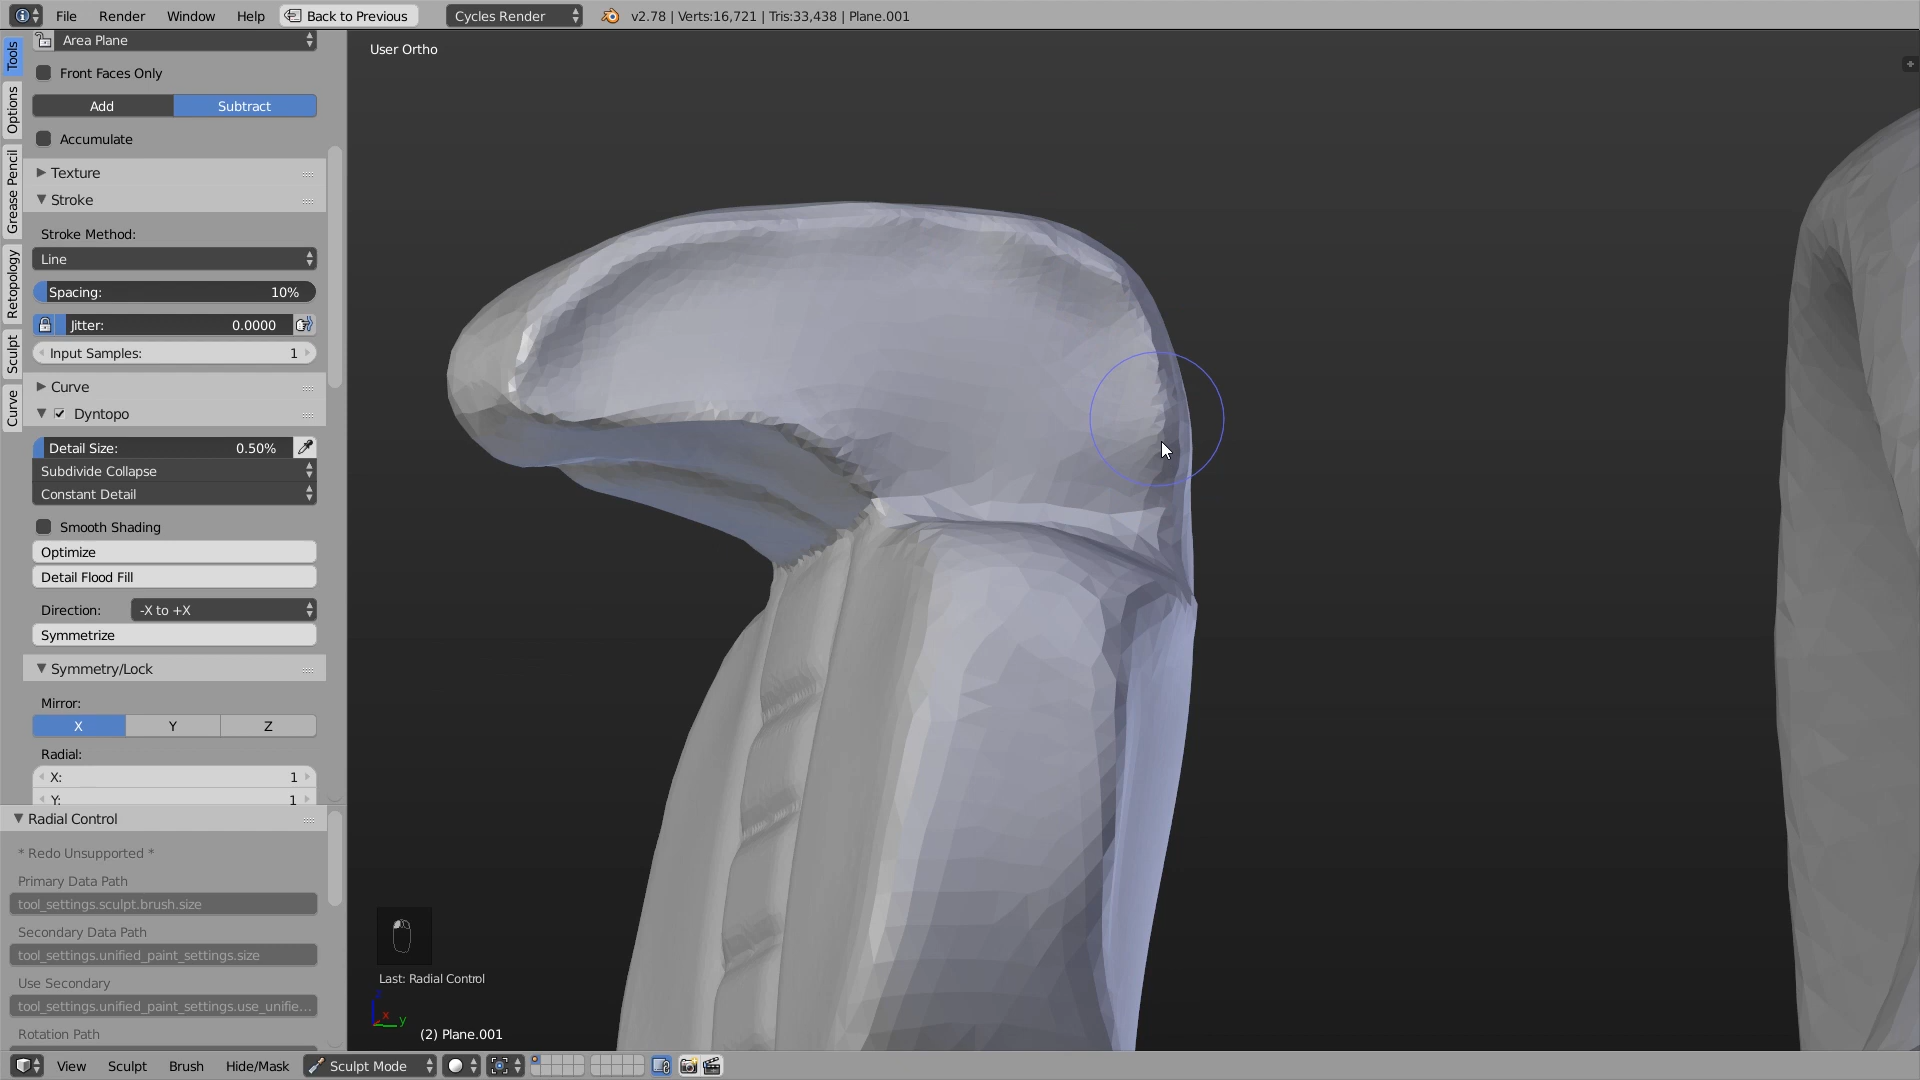 File Render Window Help Back to Previous Cycles Render v2.78 | Verts:16,721 | Tris:33,438 | Plane.001
Tools
Options
Grease Pencil
Retopology
Sculpt
Curve
Area Plane
Front Faces Only
Add Subtract
Accumulate
Texture
Stroke
Stroke Method:
Line
Spacing: 10%
Jitter: 0.0000
Input Samples: 1
Curve
Dyntopo
Detail Size: 0.50%
Subdivide Collapse
Constant Detail
Smooth Shading
Optimize
Detail Flood Fill
Direction: -X to +X
Symmetrize
Symmetry/Lock
Mirror:
X Y Z
Radial:
X: 1
Y: 1
Radial Control
* Redo Unsupported *
Primary Data Path
tool_settings.sculpt.brush.size
Secondary Data Path
tool_settings.unified_paint_settings.size
Use Secondary
tool_settings.unified_paint_settings.use_unifie...
Rotation Path
User Ortho
Last: Radial Control
x y
(2) Plane.001
View Sculpt Brush Hide/Mask Sculpt Mode